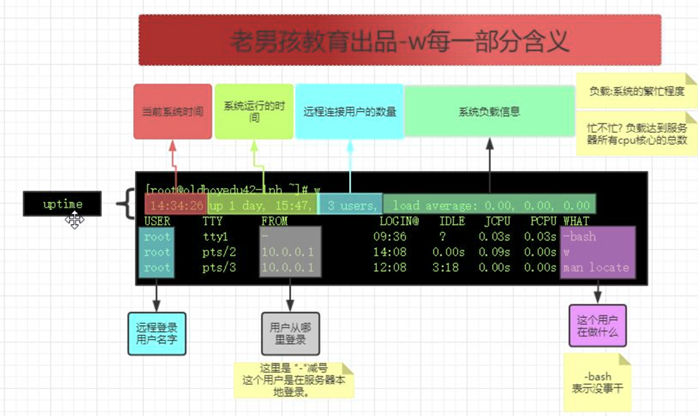 老男孩教育出品-w每一部分含义
当前系统时间
系统运行的时
间
远程连接用户的数量
系统负载信息
负载:系统的繁忙程度
忙不忙? 负载达到服务
器所有cpu核心的总数
uptime
[root@oldboyedu42-lnb ~]# w
14:34:26 up 1 day, 15:47, 3 users, load average: 0.00, 0.00, 0.00
USER TTY FROM LOGIN@ IDLE JCPU PCPU WHAT
root tty1 - 09:36 ? 0.03s 0.03s -bash
root pts/2 10.0.0.1 14:08 0.00s 0.09s 0.00s w
root pts/3 10.0.0.1 12:08 3:18 0.00s 0.00s man locate
远程登录
用户名字
用户从哪
里登录
这个用户
在做什么
这里是 "-"减号
这个用户是在服务器本
地登录。
-bash
表示没事干